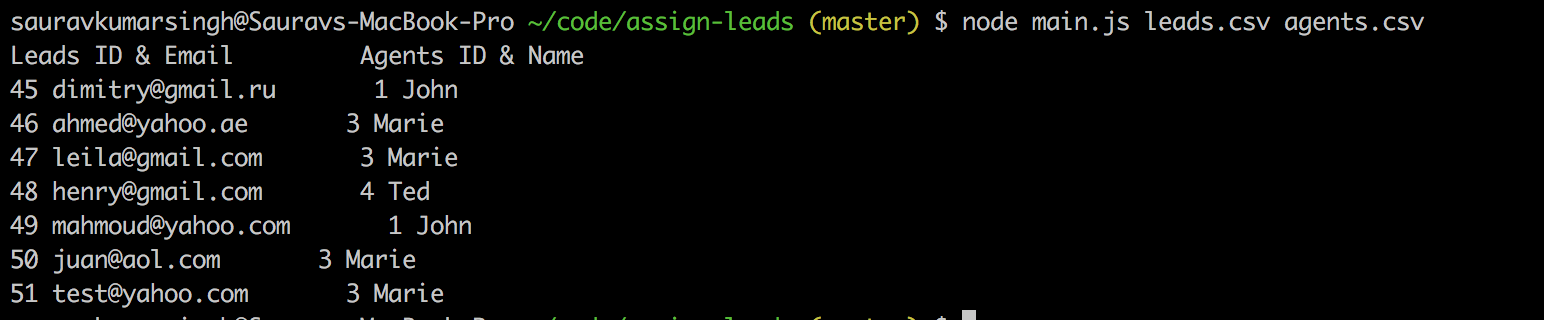 sauravkumarsingh@Sauravs-MacBook-Pro ~/code/assign-leads (master) $ node main.js leads.csv agents.csv
Leads ID & Email         Agents ID & Name
45 dimitry@gmail.ru       1 John
46 ahmed@yahoo.ae       3 Marie
47 leila@gmail.com       3 Marie
48 henry@gmail.com       4 Ted
49 mahmoud@yahoo.com       1 John
50 juan@aol.com       3 Marie
51 test@yahoo.com       3 Marie